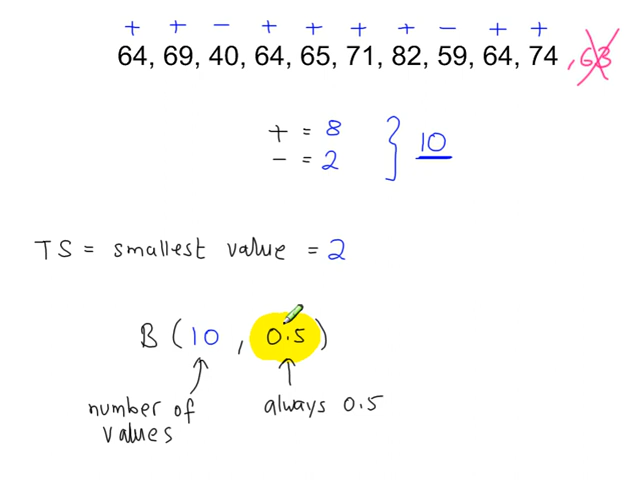 + + − + + + + − + +
64, 69, 40, 64, 65, 71, 82, 59, 64, 74 , 63
+ = 8
− = 2
} 10
TS = smallest value = 2
B ( 10 , 0.5 )
number of values
always 0.5